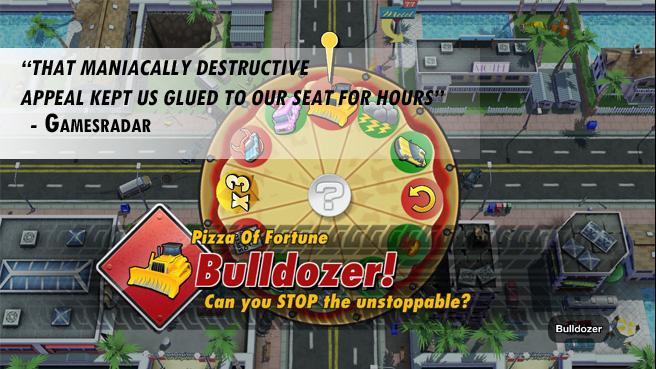 “THAT MANIACALLY DESTRUCTIVE
APPEAL KEPT US GLUED TO OUR SEAT FOR HOURS”
- GAMESRADAR
x3
?
Pizza Of Fortune
Bulldozer!
Can you STOP the unstoppable?
Bulldozer